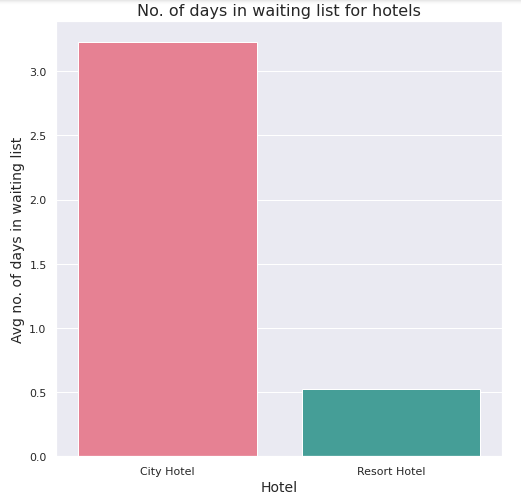 No. of days in waiting list for hotels
Avg no. of days in waiting list
3.0
2.5
2.0
1.5
1.0
0.5
0.0
City Hotel
Resort Hotel
Hotel